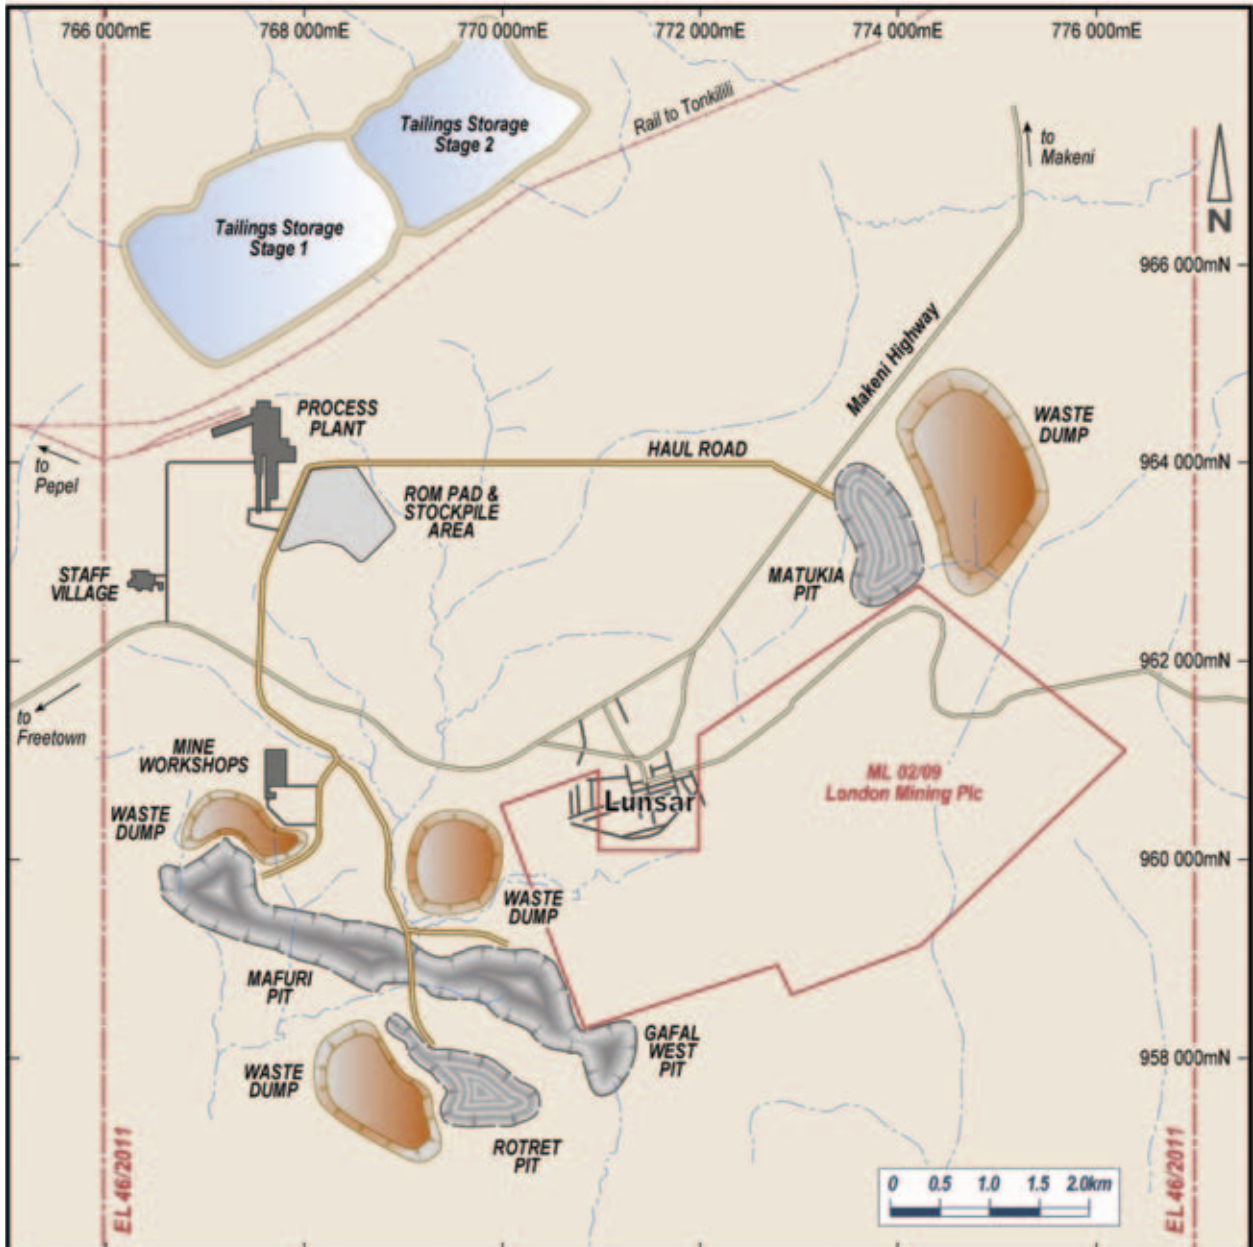 766 000mE
768 000mE
770 000mE
772 000mE
774 000mE
776 000mE
Tailings Storage
Stage 2
Rail to Tonkilili
to
Makeni
N
Tailings Storage
Stage 1
966 000mN
Makeni Highway
PROCESS
PLANT
WASTE
DUMP
HAUL ROAD
to
Pepel
964 000mN
ROM PAD &
STOCKPILE
AREA
STAFF
VILLAGE
MATUKIA
PIT
962 000mN
to
Freetown
MINE
WORKSHOPS
ML 02/09
London Mining Plc
Lunsar
WASTE
DUMP
960 000mN
WASTE
DUMP
MAFURI
PIT
GAFAL
WEST
PIT
958 000mN
WASTE
DUMP
ROTRET
PIT
EL 46/2011
EL 46/2011
0 0.5 1.0 1.5 2.0km